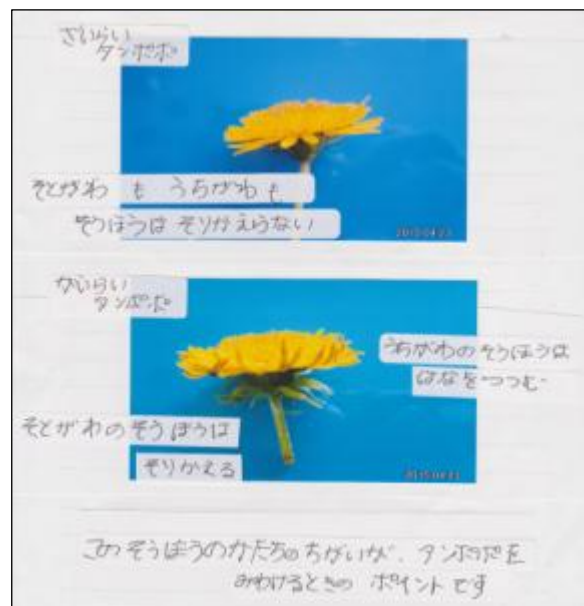 ざいらい
タンポポ
そとがわ も うちがわも
そうほうは そりかえらない
2015.04.23
がいらい
タンポポ
うちがわのそうほうは
はなをつつむ
そとがわのそうほうは
そりかえる
このそうほうのかたちのちがいが、タンポポを
みわけるときの ポイントです